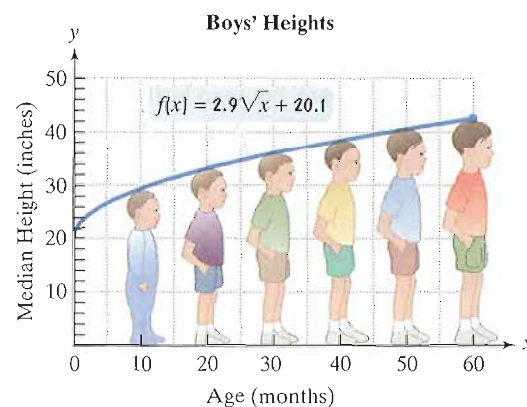 Boys' Heights
y
50
40
30
20
10
Median Height (inches)
f(x) = 2.9√x + 20.1
0 10 20 30 40 50 60
x
Age (months)